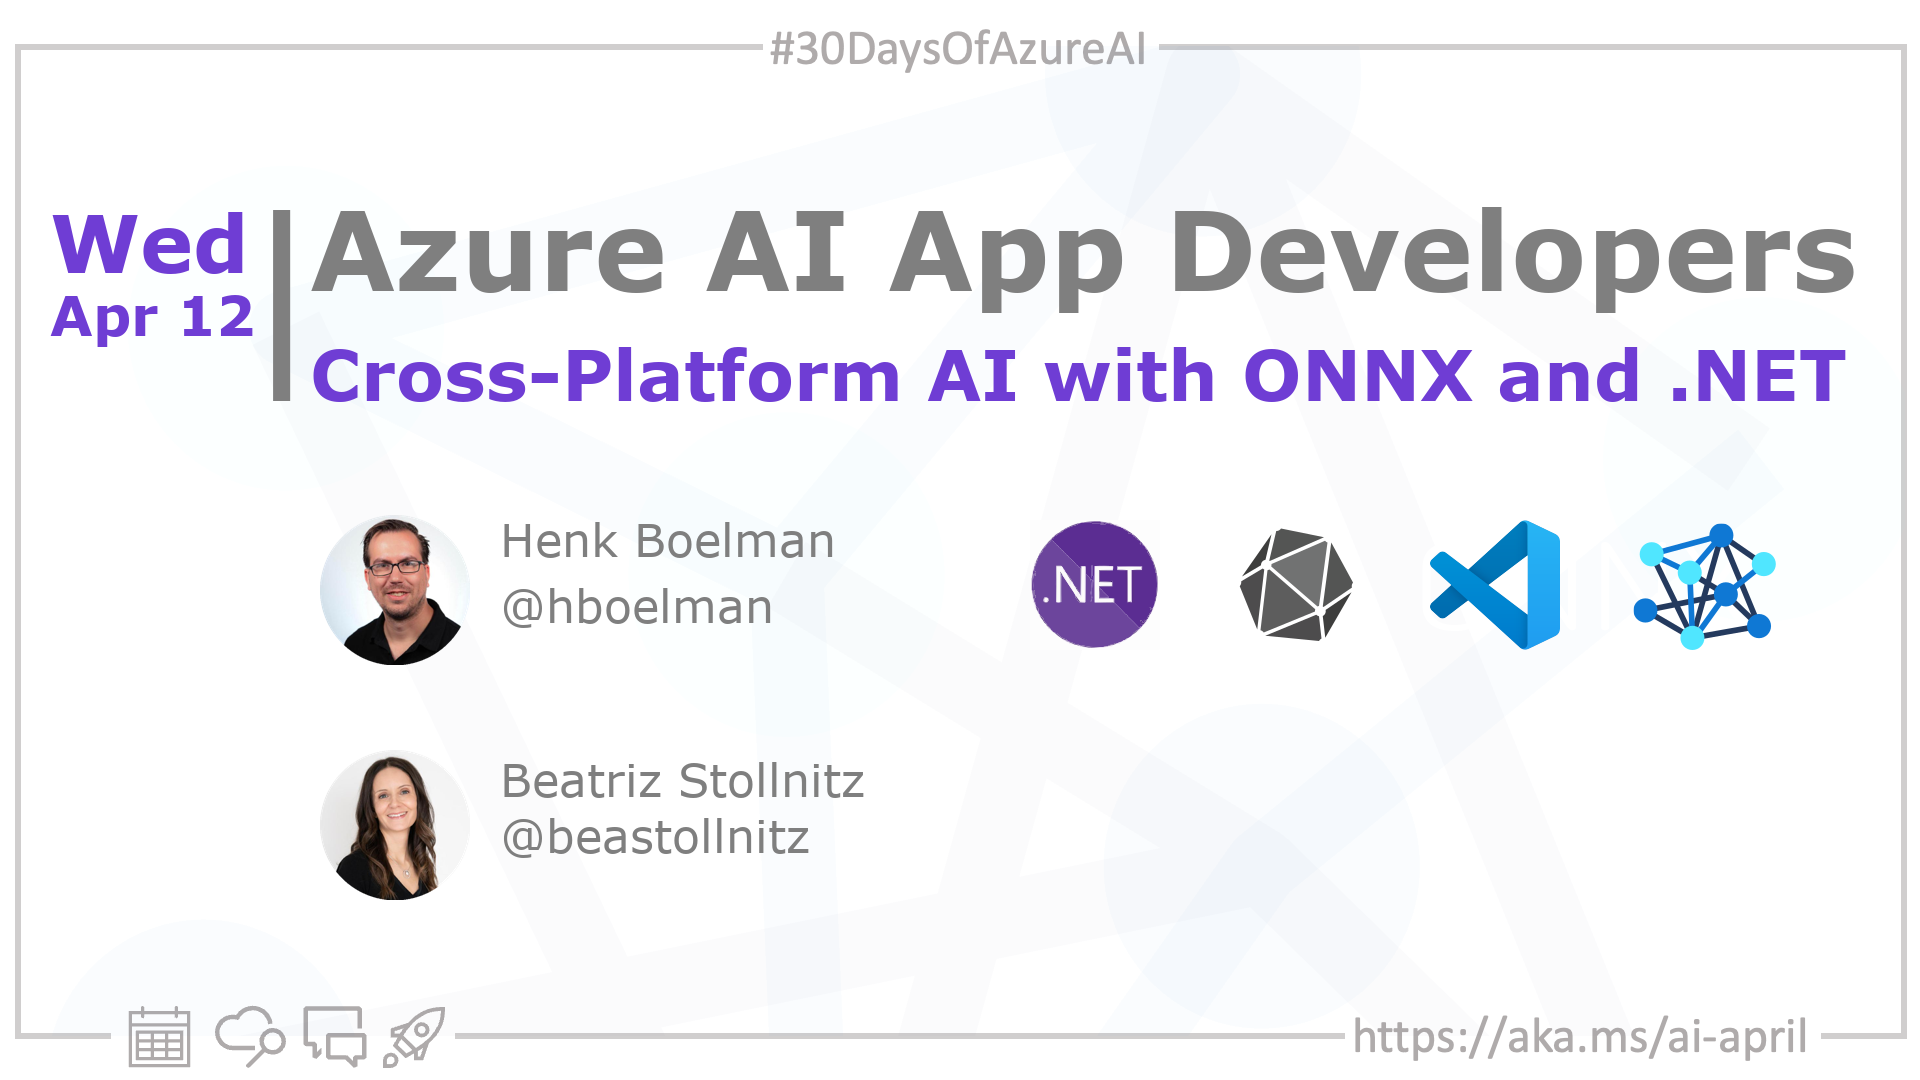 #30DaysOfAzureAI
Wed
Apr 12
Azure AI App Developers
Cross-Platform AI with ONNX and .NET
Henk Boelman
@hboelman
.NET
Beatriz Stollnitz
@beastollnitz
https://aka.ms/ai-april